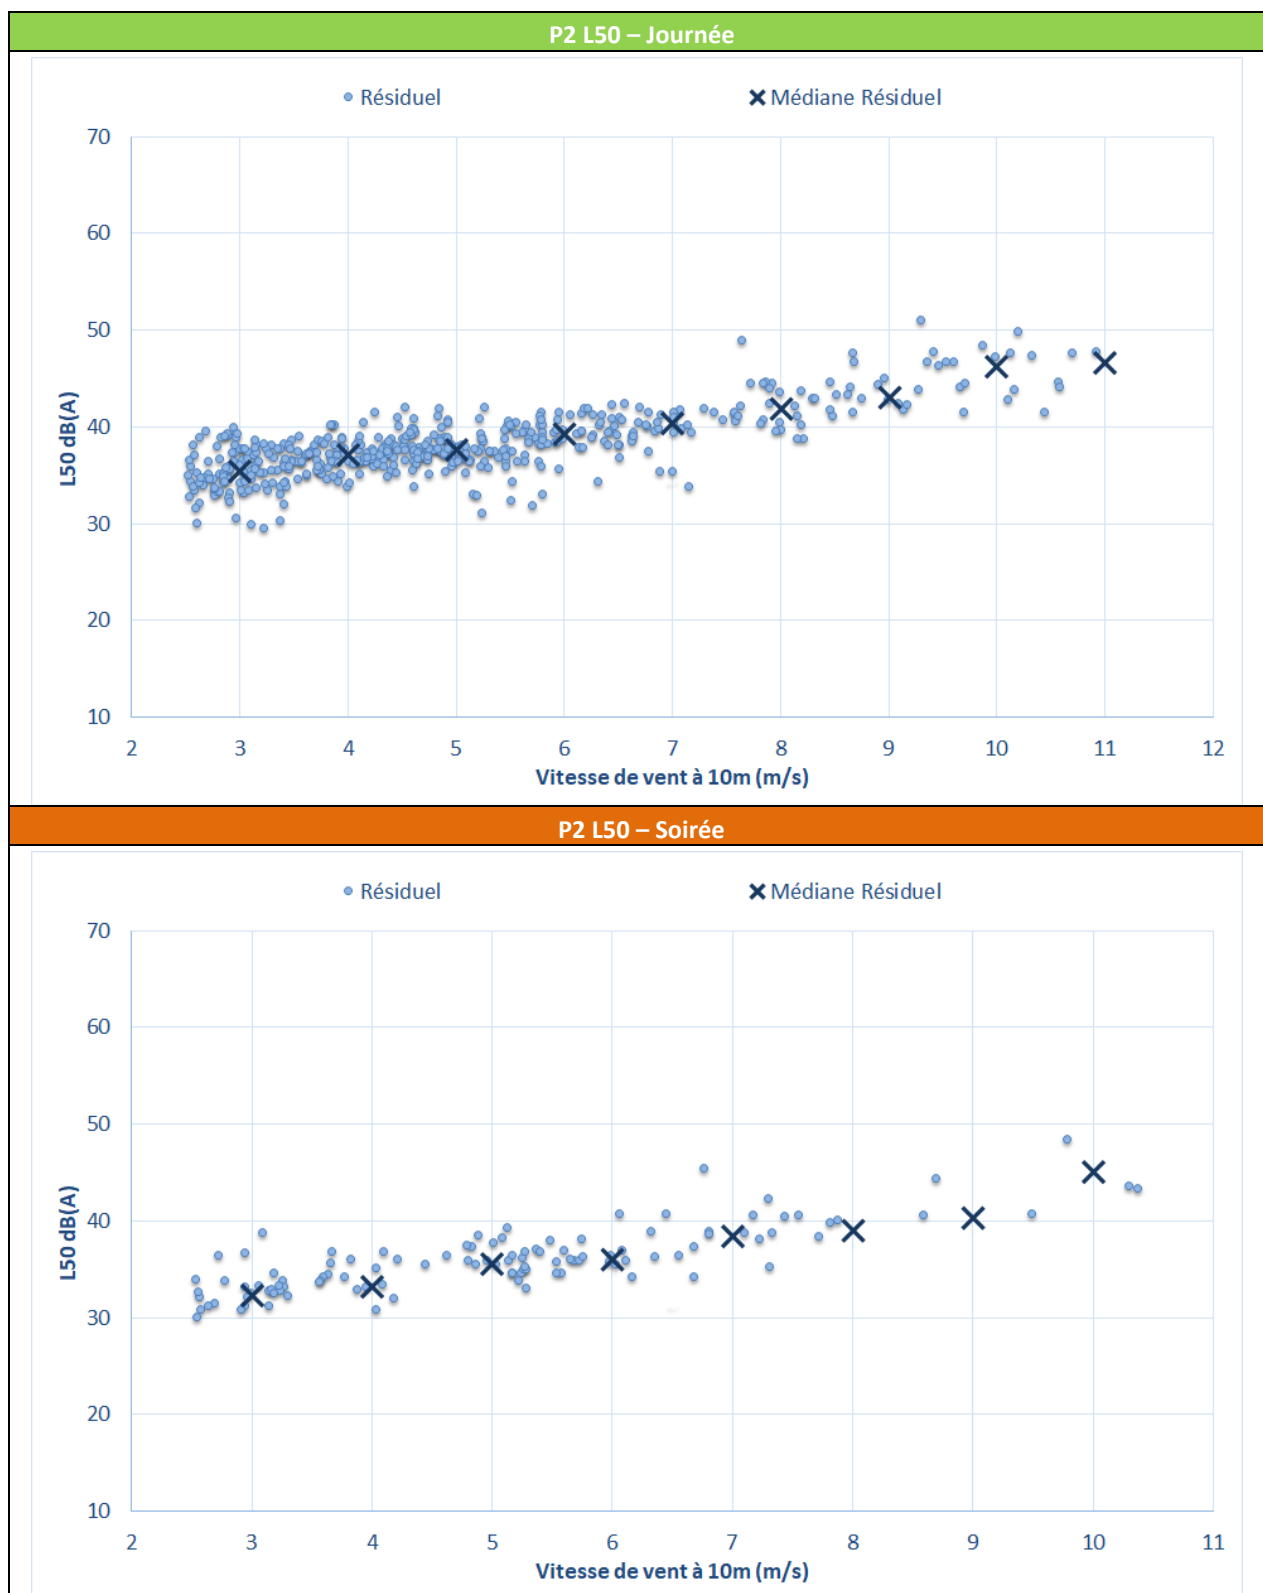 P2 L50 – Journée
Résiduel
Médiane Résiduel
70
60
50
40
30
20
10
L50 dB(A)
2 3 4 5 6 7 8 9 10 11 12
Vitesse de vent à 10m (m/s)
P2 L50 – Soirée
Résiduel
Médiane Résiduel
70
60
50
40
30
20
10
L50 dB(A)
2 3 4 5 6 7 8 9 10 11
Vitesse de vent à 10m (m/s)